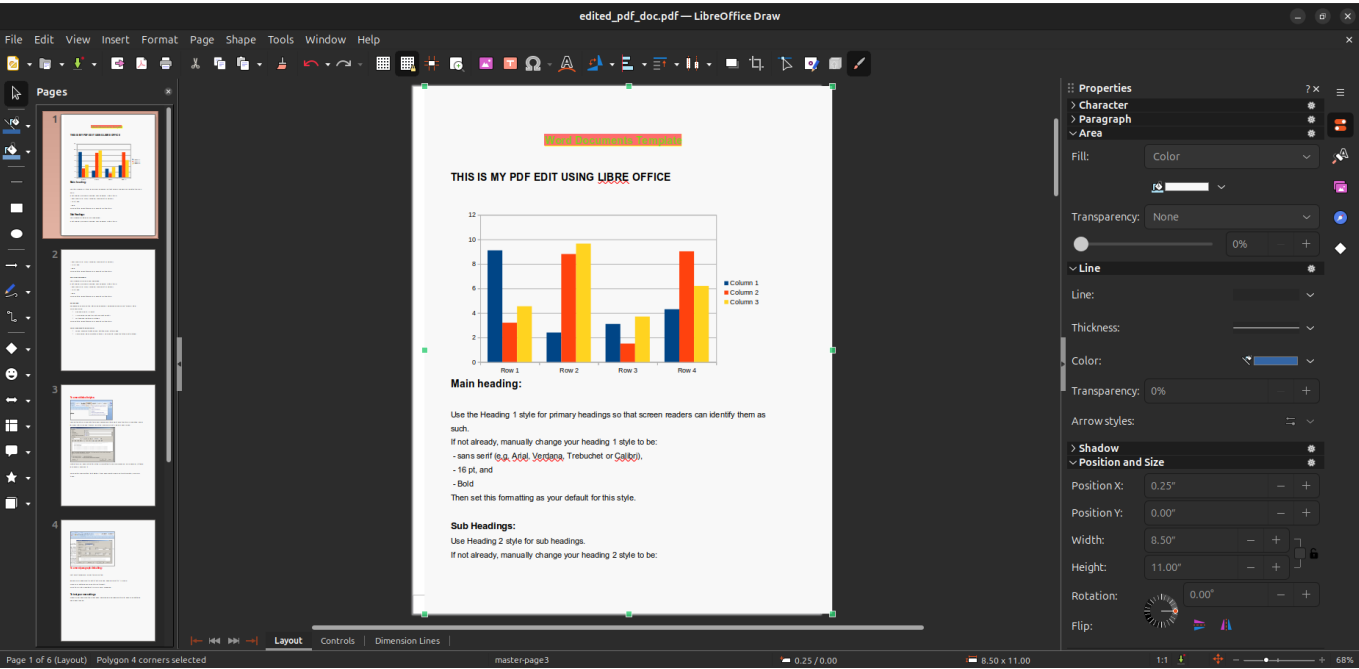 edited_pdf_doc.pdf — LibreOffice Draw
File Edit View Insert Format Page Shape Tools Window Help
Pages
1
2
3
4
Word Documents Template
THIS IS MY PDF EDIT USING LIBRE OFFICE
12
10
8
6
4
2
0
Row 1 Row 2 Row 3 Row 4
Column 1
Column 2
Column 3
Main heading:
Use the Heading 1 style for primary headings so that screen readers can identify them as
such.
If not already, manually change your heading 1 style to be:
- sans serif (e.g. Arial, Verdana, Trebuchet or Calibri),
- 16 pt, and
- Bold
Then set this formatting as your default for this style.
Sub Headings:
Use Heading 2 style for sub headings.
If not already, manually change your heading 2 style to be:
Layout Controls Dimension Lines
Properties
Character
Paragraph
Area
Fill: Color
Transparency: None
0%
Line
Line:
Thickness:
Color:
Transparency: 0%
Arrow styles:
Shadow
Position and Size
Position X: 0.25"
Position Y: 0.00"
Width: 8.50"
Height: 11.00"
Rotation: 0.00°
Flip:
Page 1 of 6 (Layout) Polygon 4 corners selected master-page3 0.25 / 0.00 8.50 x 11.00 1:1 68%